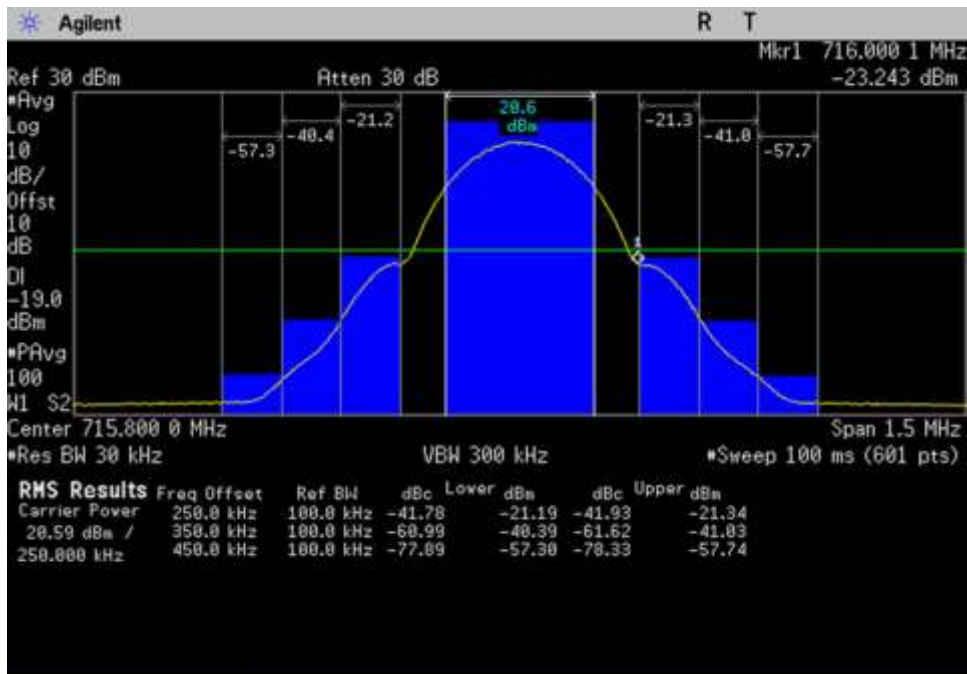 Agilent R T
Mkr1 716.000 1 MHz
Ref 30 dBm Atten 30 dB -23.243 dBm
#Avg
Log
10
dB/
Offst
10
dB
DI
-19.0
dBm
#PAvg
100
W1 S2
-57.3
-40.4
-21.2
20.6
dBm
-21.3
-41.0
-57.7
1
Center 715.800 0 MHz Span 1.5 MHz
#Res BW 30 kHz VBW 300 kHz #Sweep 100 ms (601 pts)
RMS Results Freq Offset Ref BW dBc Lower dBm dBc Upper dBm
Carrier Power 250.0 kHz 100.0 kHz -41.78 -21.19 -41.93 -21.34
20.59 dBm / 350.0 kHz 100.0 kHz -60.99 -40.39 -61.62 -41.03
250.000 kHz 450.0 kHz 100.0 kHz -77.89 -57.30 -78.33 -57.74